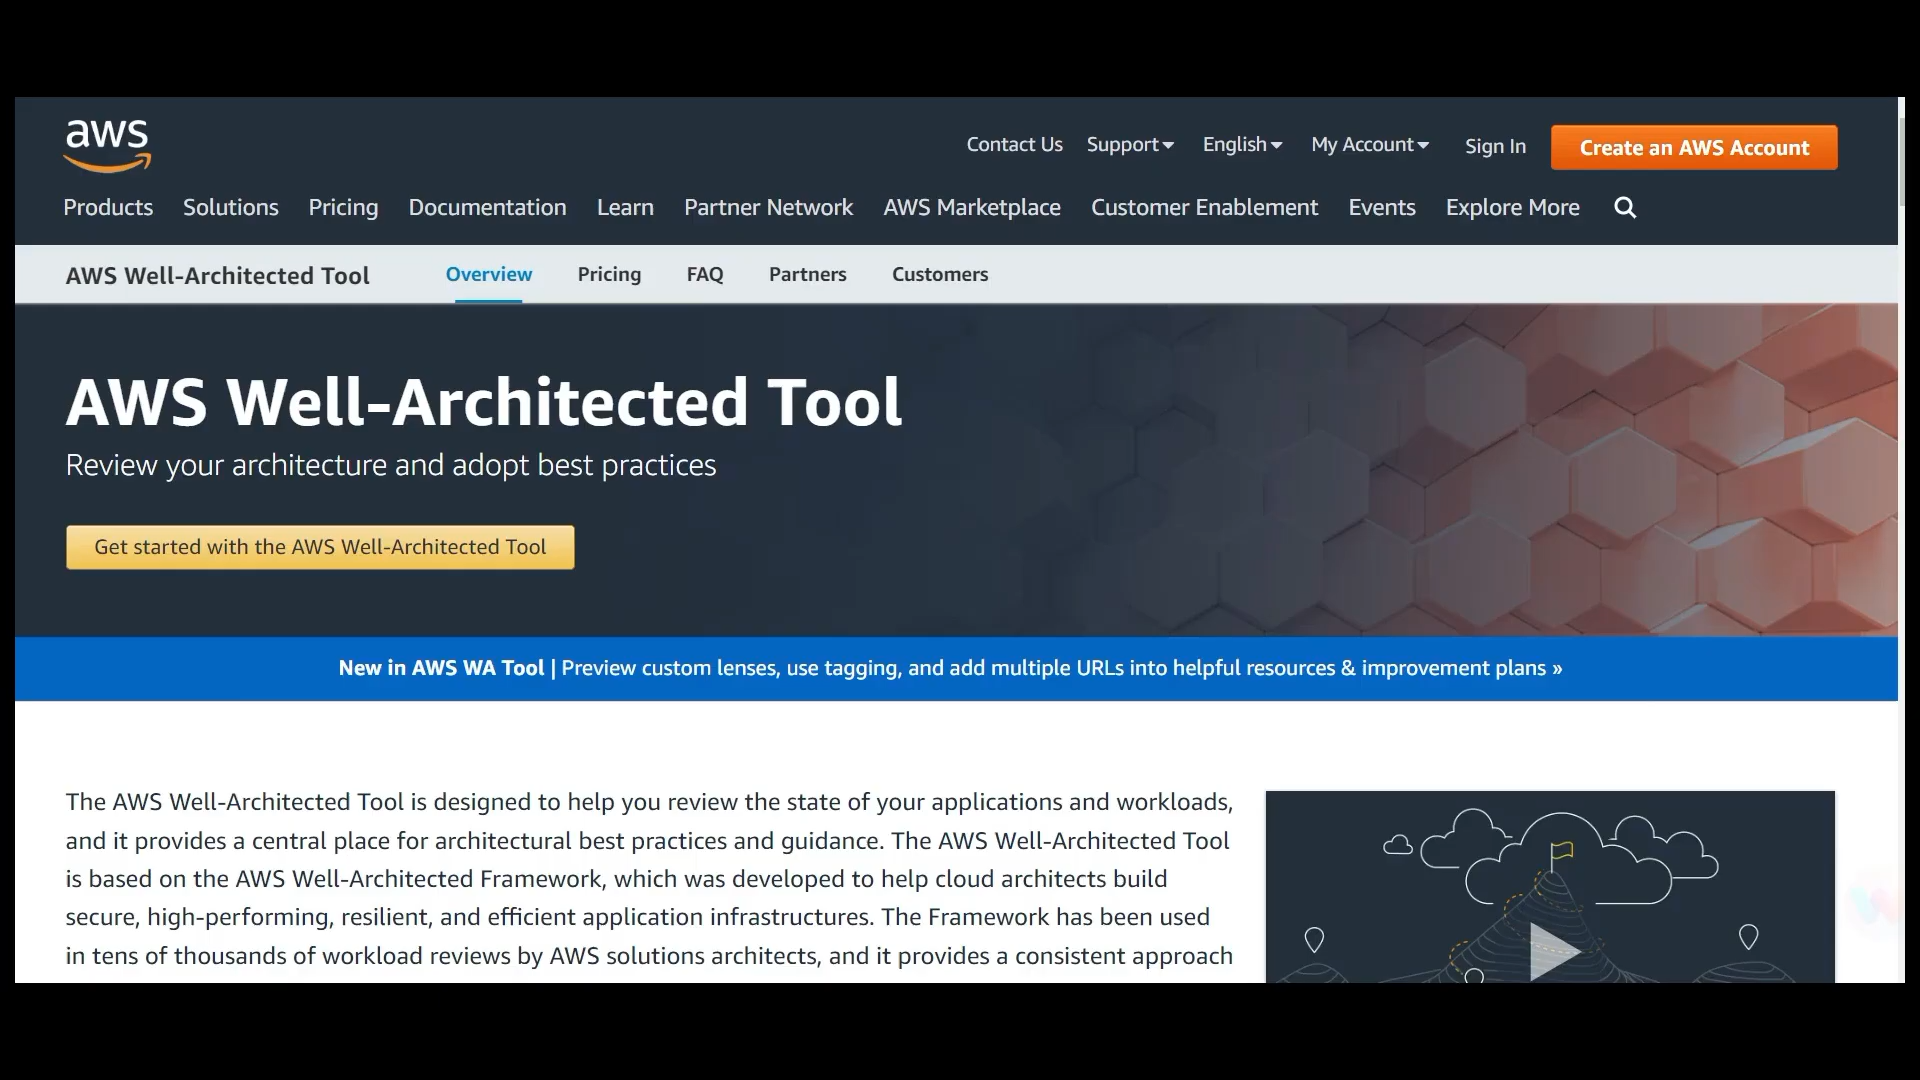 aws
Contact Us Support English My Account Sign In Create an AWS Account
Products Solutions Pricing Documentation Learn Partner Network AWS Marketplace Customer Enablement Events Explore More
AWS Well-Architected Tool Overview Pricing FAQ Partners Customers
AWS Well-Architected Tool
Review your architecture and adopt best practices
Get started with the AWS Well-Architected Tool
New in AWS WA Tool | Preview custom lenses, use tagging, and add multiple URLs into helpful resources & improvement plans »
The AWS Well-Architected Tool is designed to help you review the state of your applications and workloads,
and it provides a central place for architectural best practices and guidance. The AWS Well-Architected Tool
is based on the AWS Well-Architected Framework, which was developed to help cloud architects build
secure, high-performing, resilient, and efficient application infrastructures. The Framework has been used
in tens of thousands of workload reviews by AWS solutions architects, and it provides a consistent approach